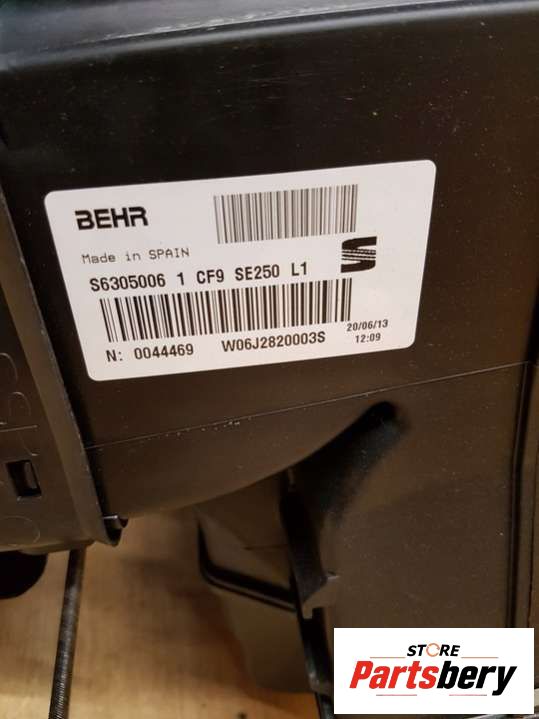 BEHR
Made in SPAIN
S6305006 1 CF9 SE250 L1
N: 0044469 W06J2820003S
20/06/13
12:09
STORE
Partsbery